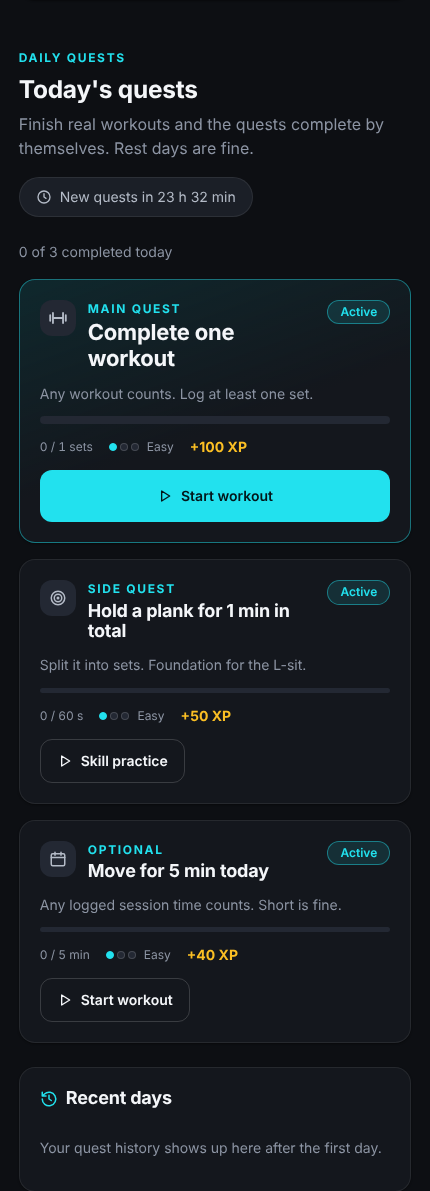 DAILY QUESTS
Today's quests
Finish real workouts and the quests complete by
themselves. Rest days are fine.
New quests in 23 h 32 min
0 of 3 completed today
MAIN QUEST
Active
Complete one
workout
Any workout counts. Log at least one set.
0 / 1 sets Easy +100 XP
Start workout
SIDE QUEST
Active
Hold a plank for 1 min in
total
Split it into sets. Foundation for the L-sit.
0 / 60 s Easy +50 XP
Skill practice
OPTIONAL
Active
Move for 5 min today
Any logged session time counts. Short is fine.
0 / 5 min Easy +40 XP
Start workout
Recent days
Your quest history shows up here after the first day.